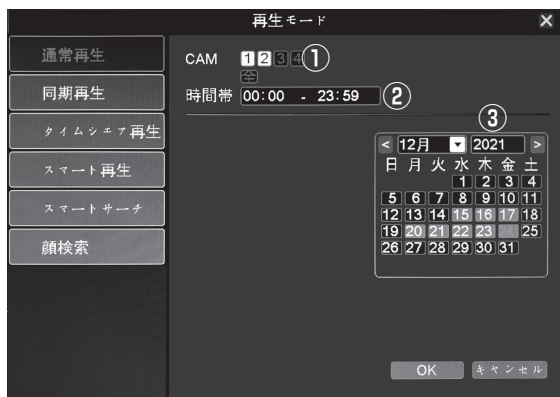 再生モード ×
通常再生
同期再生
タイムシェア再生
スマート再生
スマートサーチ
顔検索
CAM 1 2 3 4 ①
全
時間帯 00:00 - 23:59 ②
③
< 12月 2021 >
日 月 火 水 木 金 土
1 2 3 4
5 6 7 8 9 10 11
12 13 14 15 16 17 18
19 20 21 22 23 24 25
26 27 28 29 30 31
OK キャンセル